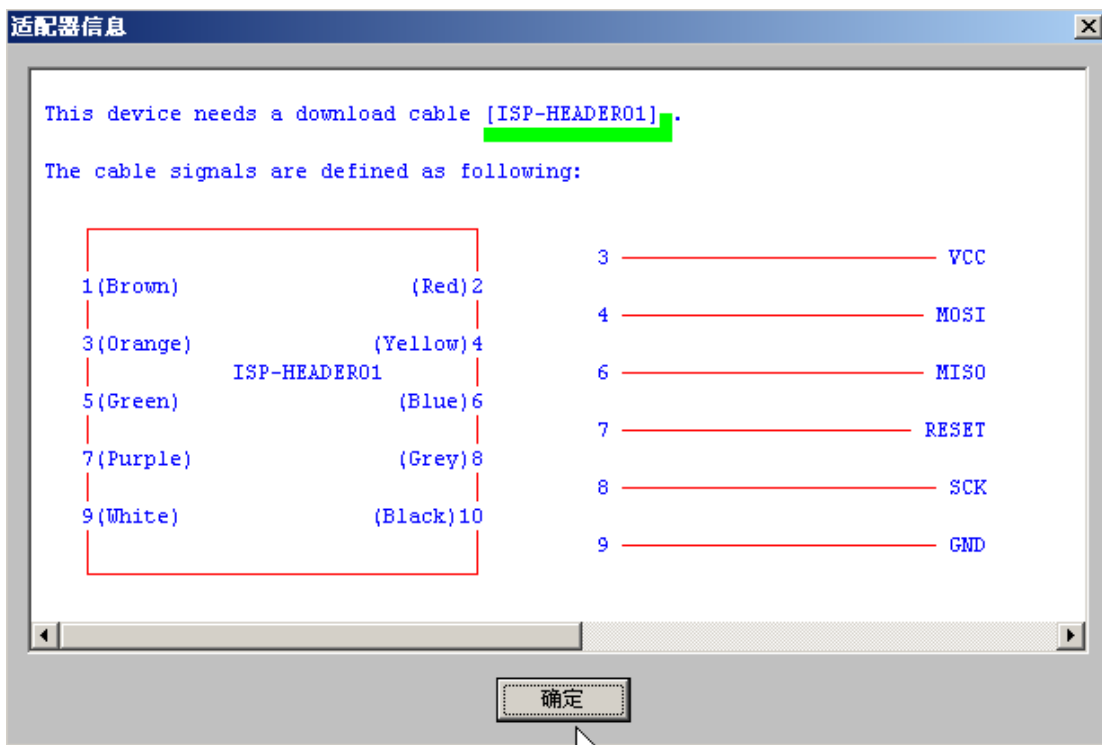 适配器信息
This device needs a download cable [ISP-HEADER01] .
The cable signals are defined as following:
1(Brown) (Red)2
3(Orange) (Yellow)4
ISP-HEADER01
5(Green) (Blue)6
7(Purple) (Grey)8
9(White) (Black)10
3 VCC
4 MOSI
6 MISO
7 RESET
8 SCK
9 GND
确定